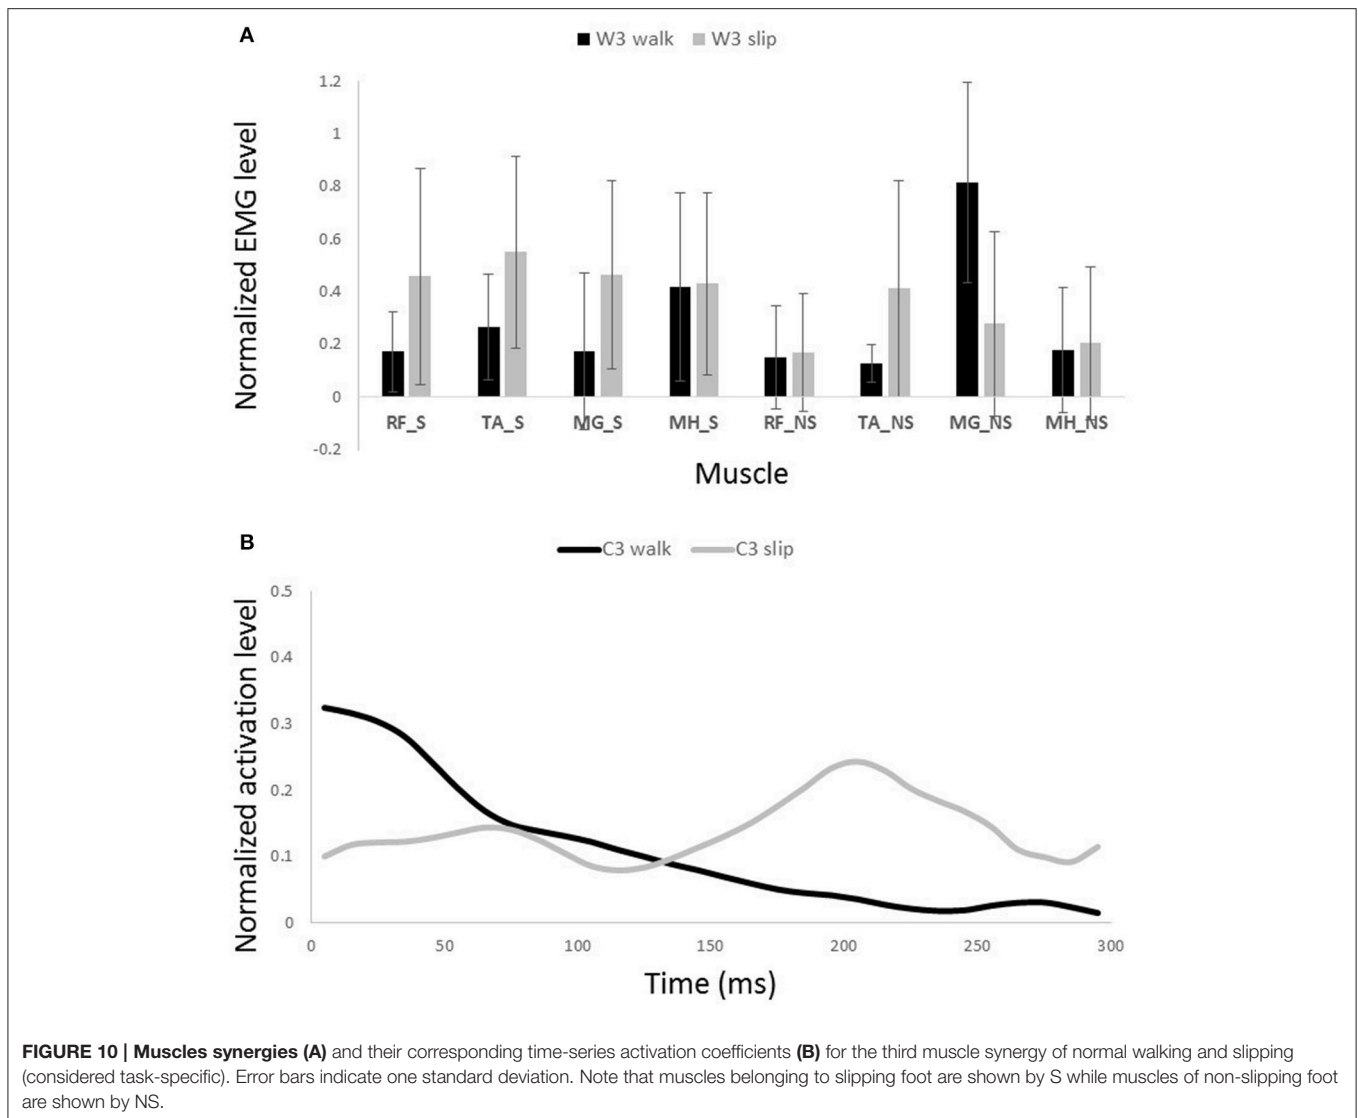 A
W3 walk W3 slip
Normalized EMG level
1.2
1
0.8
0.6
0.4
0.2
0
-0.2
RF_S TA_S MG_S MH_S RF_NS TA_NS MG_NS MH_NS
Muscle
B
C3 walk C3 slip
Normalized activation level
0.5
0.4
0.3
0.2
0.1
0
0 50 100 150 200 250 300
Time (ms)
FIGURE 10 | Muscles synergies (A) and their corresponding time-series activation coefficients (B) for the third muscle synergy of normal walking and slipping
(considered task-specific). Error bars indicate one standard deviation. Note that muscles belonging to slipping foot are shown by S while muscles of non-slipping foot
are shown by NS.